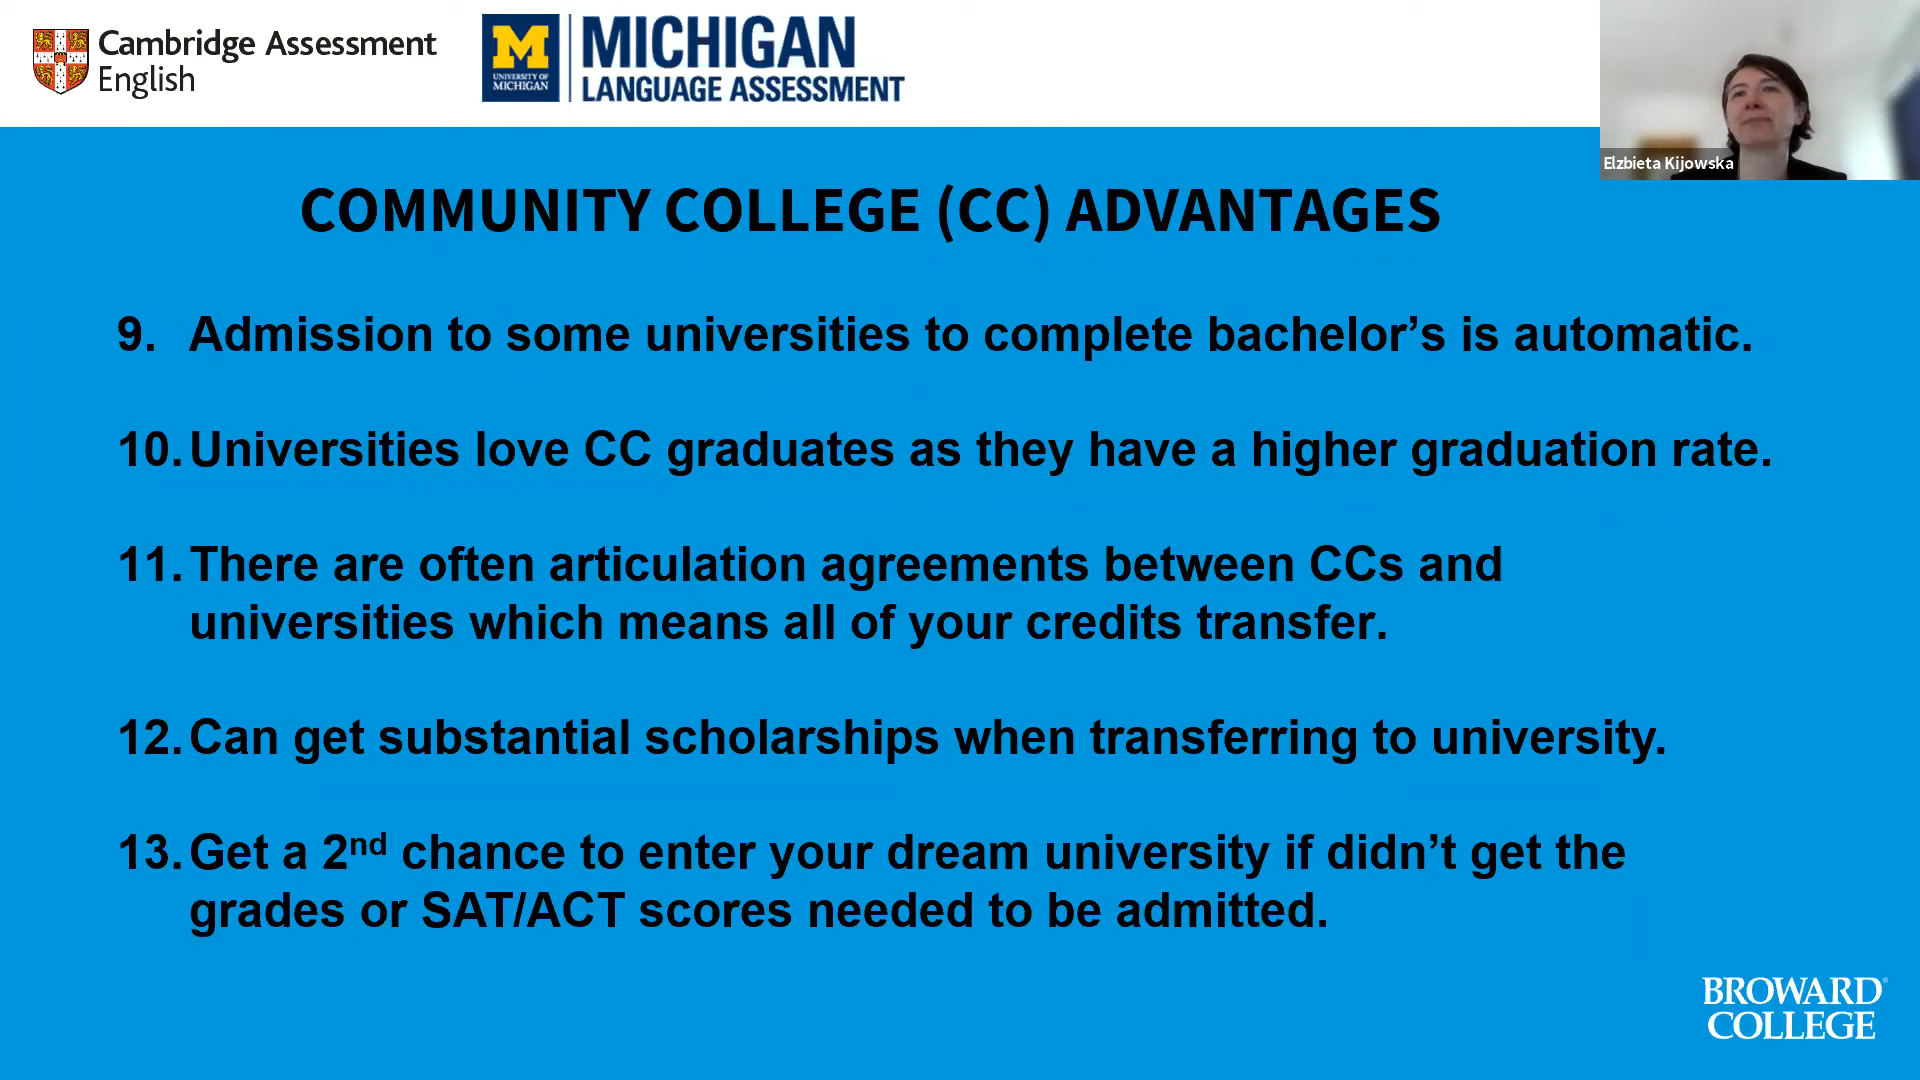 Cambridge Assessment
English
M
UNIVERSITY OF
MICHIGAN
MICHIGAN
LANGUAGE ASSESSMENT
Elzbieta Kijowska
COMMUNITY COLLEGE (CC) ADVANTAGES
9. Admission to some universities to complete bachelor’s is automatic.
10. Universities love CC graduates as they have a higher graduation rate.
11. There are often articulation agreements between CCs and
universities which means all of your credits transfer.
12. Can get substantial scholarships when transferring to university.
13. Get a 2nd chance to enter your dream university if didn’t get the
grades or SAT/ACT scores needed to be admitted.
BROWARD®
COLLEGE